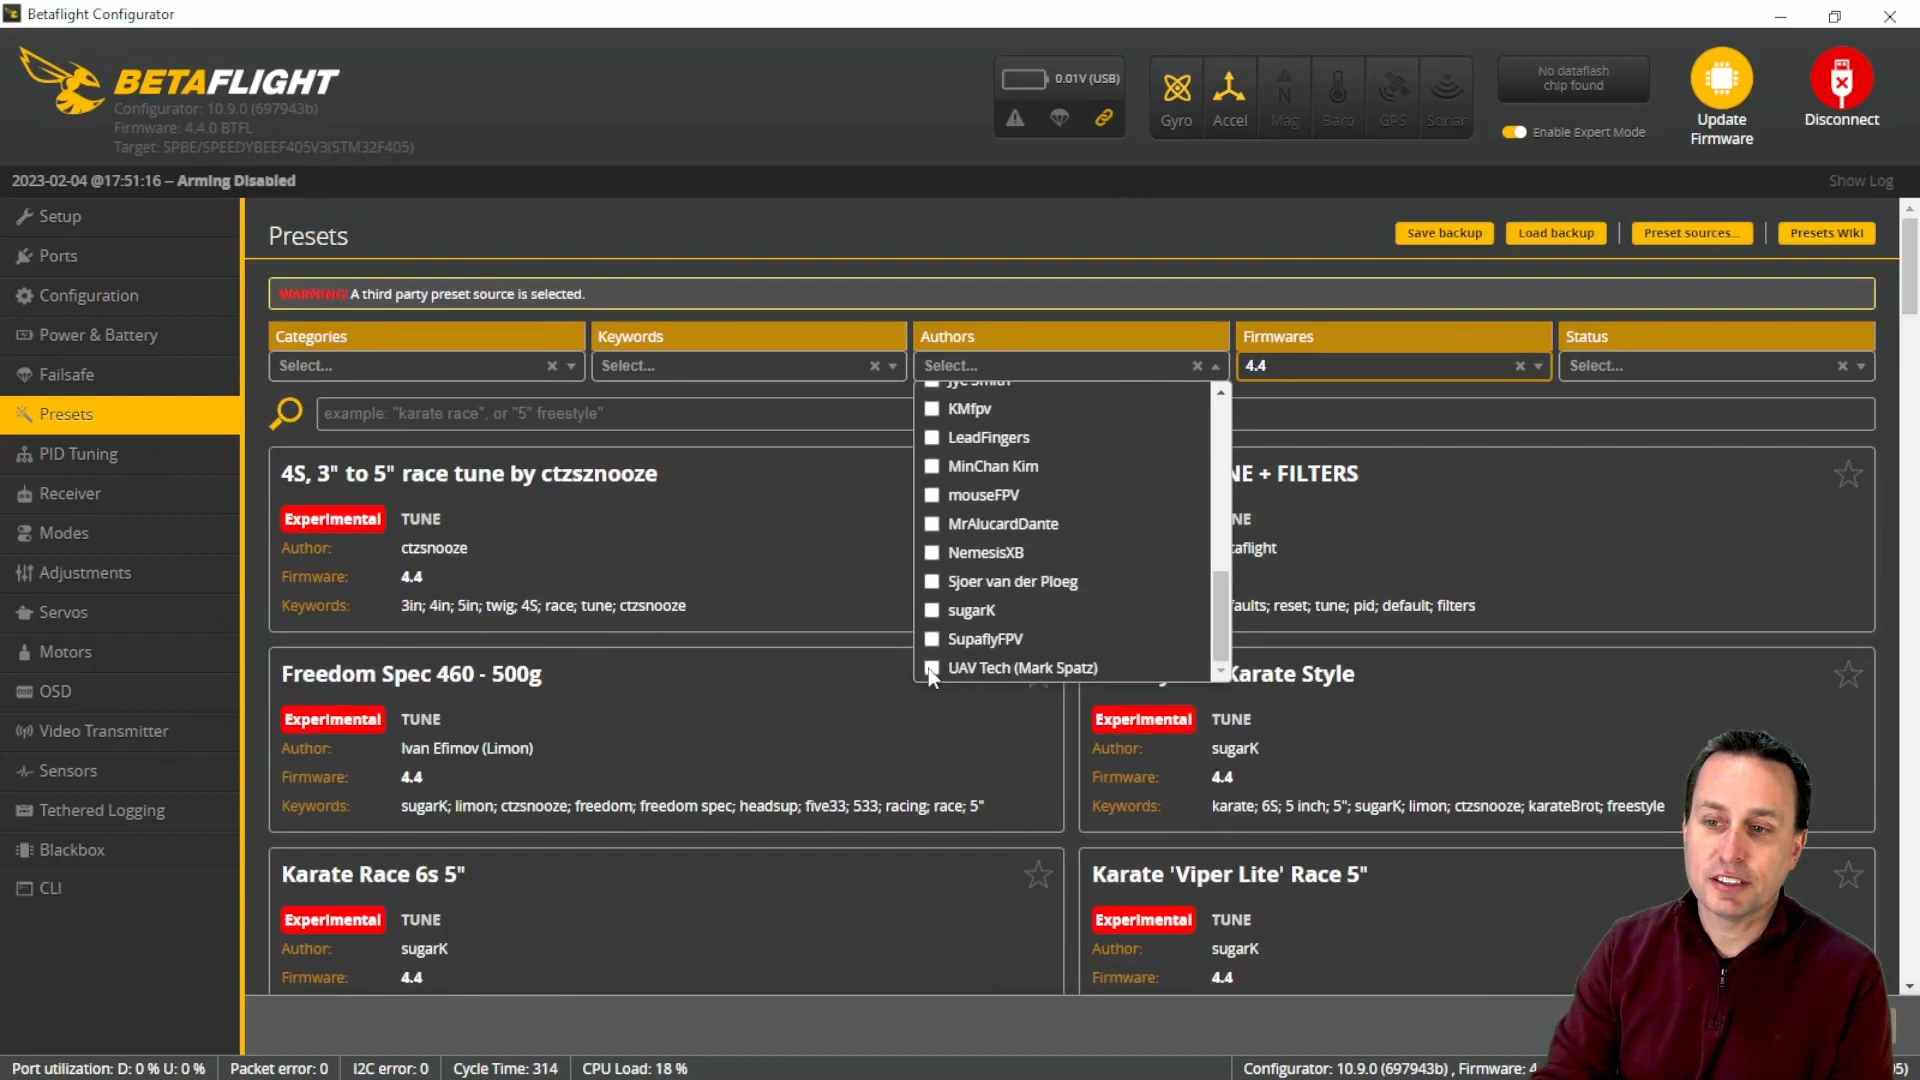 Betaflight Configurator
BETAFLIGHT
Configurator: 10.9.0 (697943b)
Firmware: 4.4.0 BTFL
Target: SPBE/SPEEDYBEEF405V3(STM32F405)
0.01V (USB)
Gyro
Accel
Mag
Baro
GPS
Sonar
No dataflash
chip found
Enable Expert Mode
Update
Firmware
Disconnect
2023-02-04 @17:51:16 -- Arming Disabled
Show Log
Setup
Ports
Configuration
Power & Battery
Failsafe
Presets
PID Tuning
Receiver
Modes
Adjustments
Servos
Motors
OSD
Video Transmitter
Sensors
Tethered Logging
Blackbox
CLI
Presets
Save backup
Load backup
Preset sources...
Presets Wiki
WARNING! A third party preset source is selected.
Categories
Keywords
Authors
Firmwares
Status
Select...
Select...
Select...
4.4
Select...
example: "karate race", or "5" freestyle"
Jye Smith
KMfpv
LeadFingers
MinChan Kim
mouseFPV
MrAlucardDante
NemesisXB
Sjoer van der Ploeg
sugarK
SupaflyFPV
UAV Tech (Mark Spatz)
4S, 3" to 5" race tune by ctzsznooze
Experimental TUNE
Author: ctzsnooze
Firmware: 4.4
Keywords: 3in; 4in; 5in; twig; 4S; race; tune; ctzsnooze
NE + FILTERS
NE
taflight
faults; reset; tune; pid; default; filters
Freedom Spec 460 - 500g
Experimental TUNE
Author: Ivan Efimov (Limon)
Firmware: 4.4
Keywords: sugarK; limon; ctzsnooze; freedom; freedom spec; headsup; five33; 533; racing; race; 5"
Karate Style
Experimental TUNE
Author: sugarK
Firmware: 4.4
Keywords: karate; 6S; 5 inch; 5"; sugarK; limon; ctzsnooze; karateBrot; freestyle
Karate Race 6s 5"
Experimental TUNE
Author: sugarK
Firmware: 4.4
Karate 'Viper Lite' Race 5"
Experimental TUNE
Author: sugarK
Firmware: 4.4
Port utilization: D: 0 % U: 0 %
Packet error: 0
I2C error: 0
Cycle Time: 314
CPU Load: 18 %
Configurator: 10.9.0 (697943b) , Firmware: 4
05)